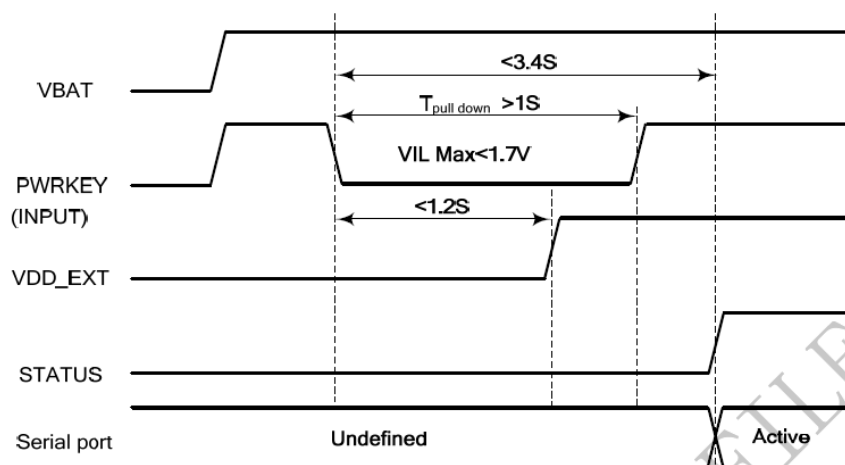 <3.4S
VBAT
Tpull down >1S
VIL Max<1.7V
PWRKEY
(INPUT)
<1.2S
VDD_EXT
STATUS
Serial port
Undefined
Active
FILE